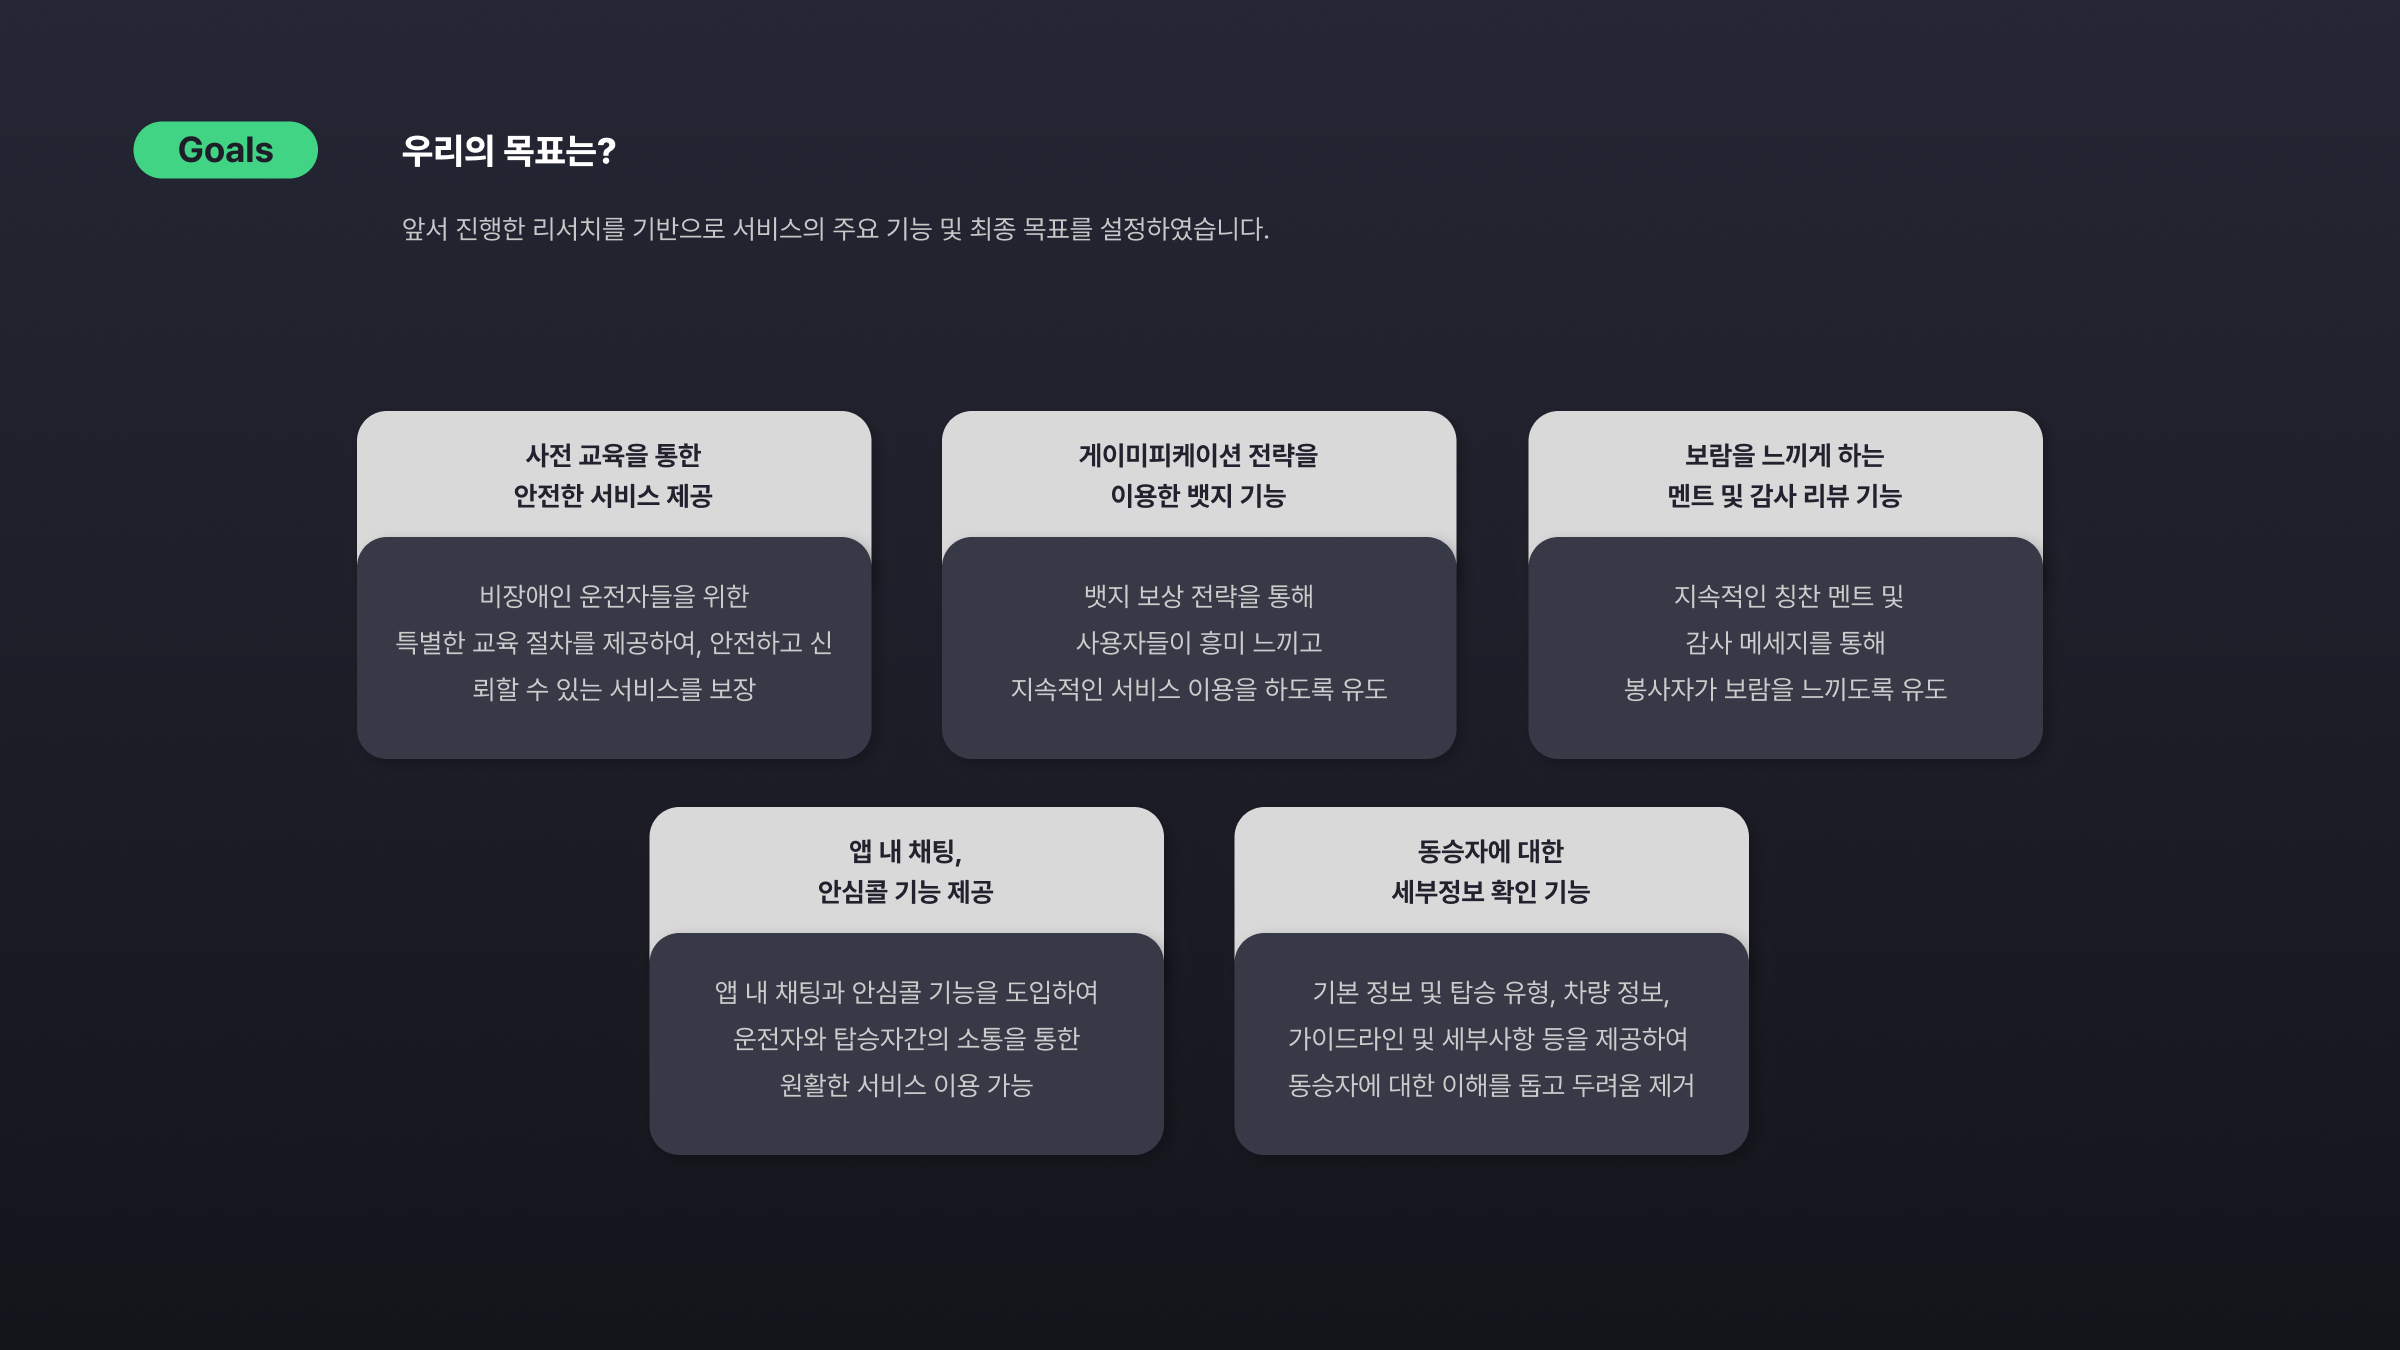 Goals
우리의 목표는?
앞서 진행한 리서치를 기반으로 서비스의 주요 기능 및 최종 목표를 설정하였습니다.
사전 교육을 통한
안전한 서비스 제공
비장애인 운전자들을 위한
특별한 교육 절차를 제공하여, 안전하고 신
뢰할 수 있는 서비스를 보장
게이미피케이션 전략을
이용한 뱃지 기능
뱃지 보상 전략을 통해
사용자들이 흥미 느끼고
지속적인 서비스 이용을 하도록 유도
보람을 느끼게 하는
멘트 및 감사 리뷰 기능
지속적인 칭찬 멘트 및
감사 메세지를 통해
봉사자가 보람을 느끼도록 유도
앱 내 채팅,
안심콜 기능 제공
앱 내 채팅과 안심콜 기능을 도입하여
운전자와 탑승자간의 소통을 통한
원활한 서비스 이용 가능
동승자에 대한
세부정보 확인 기능
기본 정보 및 탑승 유형, 차량 정보,
가이드라인 및 세부사항 등을 제공하여
동승자에 대한 이해를 돕고 두려움 제거